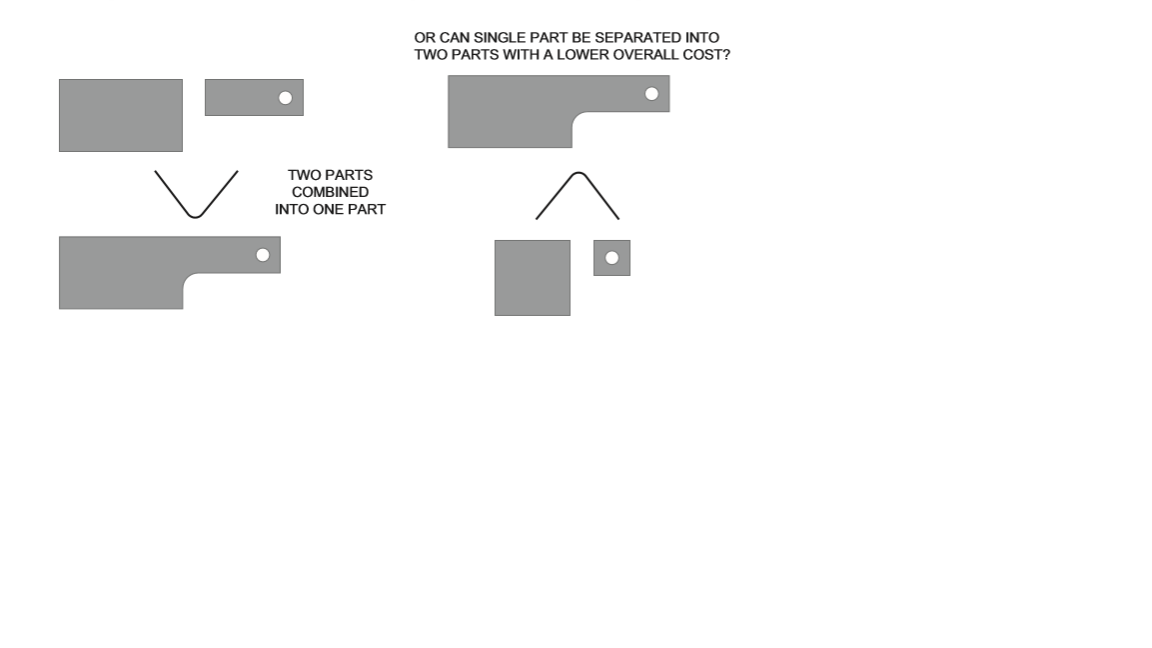 OR CAN SINGLE PART BE SEPARATED INTO
TWO PARTS WITH A LOWER OVERALL COST?
TWO PARTS
COMBINED
INTO ONE PART